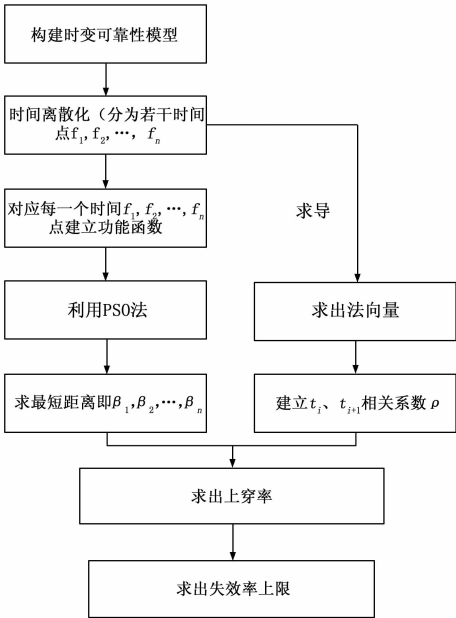 构建时变可靠性模型
时间离散化（分为若干时间
点f₁,f₂,…, fₙ
对应每一个时间f₁,f₂,…,fₙ
点建立功能函数
求导
利用PSO法
求出法向量
求最短距离即β₁,β₂,…,βₙ
建立tᵢ、tᵢ₊₁相关系数ρ
求出上穿率
求出失效率上限